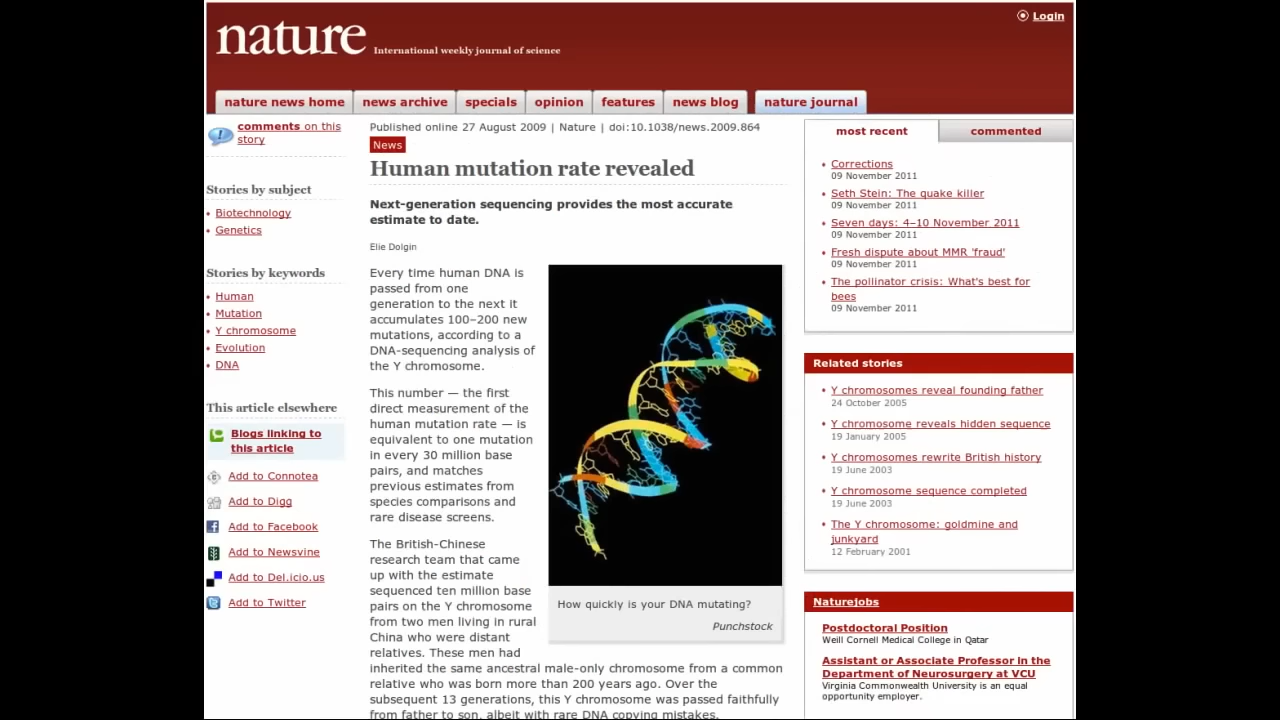 nature International weekly journal of science
Login
nature news home
news archive
specials
opinion
features
news blog
nature journal
comments on this
story
Stories by subject
Biotechnology
Genetics
Stories by keywords
Human
Mutation
Y chromosome
Evolution
DNA
This article elsewhere
Blogs linking to
this article
Add to Connotea
Add to Digg
Add to Facebook
Add to Newsvine
Add to Del.icio.us
Add to Twitter
Published online 27 August 2009 | Nature | doi:10.1038/news.2009.864
News
Human mutation rate revealed
Next-generation sequencing provides the most accurate
estimate to date.
Elie Dolgin
Every time human DNA is
passed from one
generation to the next it
accumulates 100–200 new
mutations, according to a
DNA-sequencing analysis of
the Y chromosome.
This number — the first
direct measurement of the
human mutation rate — is
equivalent to one mutation
in every 30 million base
pairs, and matches
previous estimates from
species comparisons and
rare disease screens.
The British-Chinese
research team that came
up with the estimate
sequenced ten million base
pairs on the Y chromosome
from two men living in rural
China who were distant
relatives. These men had
inherited the same ancestral male-only chromosome from a common
relative who was born more than 200 years ago. Over the
subsequent 13 generations, this Y chromosome was passed faithfully
from father to son, albeit with rare DNA copying mistakes.
How quickly is your DNA mutating?
Punchstock
most recent
commented
Corrections
09 November 2011
Seth Stein: The quake killer
09 November 2011
Seven days: 4–10 November 2011
09 November 2011
Fresh dispute about MMR 'fraud'
09 November 2011
The pollinator crisis: What's best for
bees
09 November 2011
Related stories
Y chromosomes reveal founding father
24 October 2005
Y chromosome reveals hidden sequence
19 January 2005
Y chromosomes rewrite British history
19 June 2003
Y chromosome sequence completed
19 June 2003
The Y chromosome: goldmine and
junkyard
12 February 2001
Naturejobs
Postdoctoral Position
Weill Cornell Medical College in Qatar
Assistant or Associate Professor in the
Department of Neurosurgery at VCU
Virginia Commonwealth University is an equal
opportunity employer.